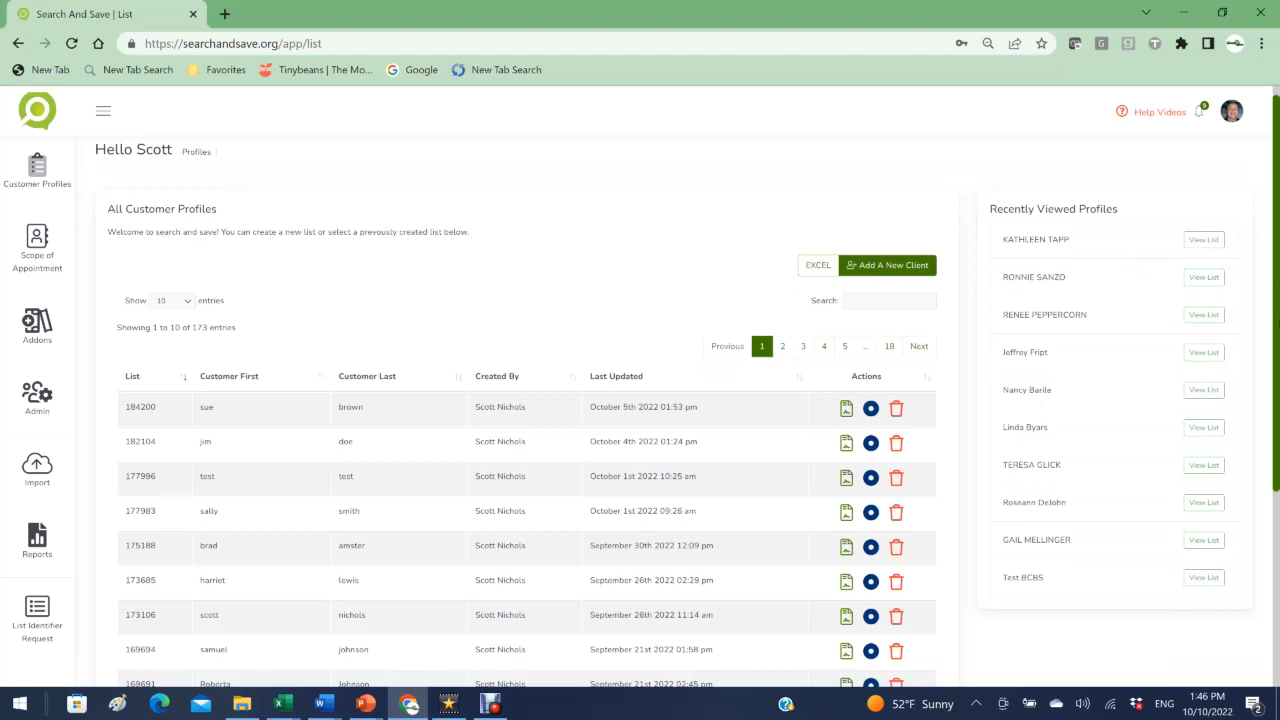 Search And Save | List
https://searchandsave.org/app/list
New Tab New Tab Search Favorites Tinybeans | The Mo... Google New Tab Search
Help Videos 0
Hello Scott Profiles
Customer Profiles
Scope of
Appointment
Addons
Admin
Import
Reports
List Identifier
Request
All Customer Profiles
Welcome to search and save! You can create a new list or select a prevously created list below.
EXCEL Add A New Client
Show 10 entries Search:
Showing 1 to 10 of 173 entries
Previous 1 2 3 4 5 ... 18 Next
List Customer First Customer Last Created By Last Updated Actions
184200 sue brown Scott Nichols October 5th 2022 01:53 pm
182104 jim doe Scott Nichols October 4th 2022 01:24 pm
177996 test test Scott Nichols October 1st 2022 10:25 am
177983 sally smith Scott Nichols October 1st 2022 09:26 am
175188 brad amster Scott Nichols September 30th 2022 12:09 pm
173685 harriet lewis Scott Nichols September 26th 2022 02:29 pm
173106 scott nichols Scott Nichols September 26th 2022 11:14 am
169694 samuel johnson Scott Nichols September 21st 2022 01:58 pm
169691 Roberta Johnson Scott Nichols September 21st 2022 02:45 pm
Recently Viewed Profiles
KATHLEEN TAPP View List
RONNIE SANZO View List
RENEE PEPPERCORN View List
Jeffrey Fript View List
Nancy Barile View List
Linda Byars View List
TERESA GLICK View List
Roseann DeJohn View List
GAIL MELLINGER View List
Test BCBS View List
52°F Sunny ENG 1:46 PM
10/10/2022 2